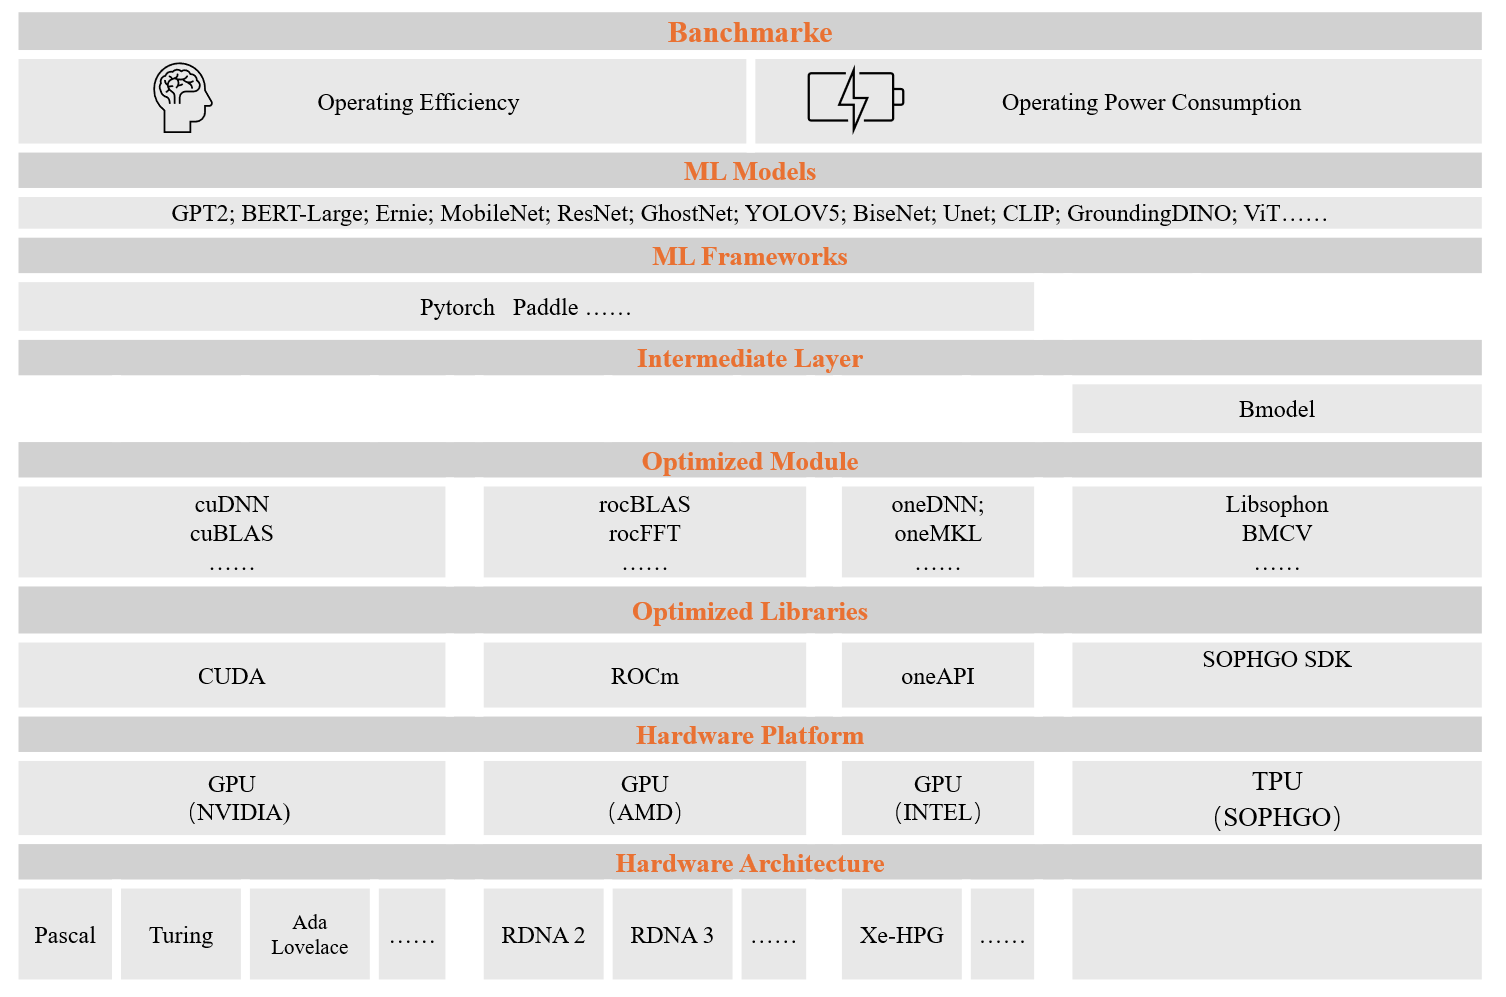 Banchmarke
Operating Efficiency
Operating Power Consumption
ML Models
GPT2; BERT-Large; Ernie; MobileNet; ResNet; GhostNet; YOLOV5; BiseNet; Unet; CLIP; GroundingDINO; ViT……
ML Frameworks
Pytorch   Paddle ……
Intermediate Layer
Bmodel
Optimized Module
cuDNN
cuBLAS
……
rocBLAS
rocFFT
……
oneDNN;
oneMKL
……
Libsophon
BMCV
……
Optimized Libraries
CUDA
ROCm
oneAPI
SOPHGO SDK
Hardware Platform
GPU
（NVIDIA)
GPU
（AMD）
GPU
（INTEL）
TPU
（SOPHGO）
Hardware Architecture
Pascal
Turing
Ada
Lovelace
……
RDNA 2
RDNA 3
……
Xe-HPG
……